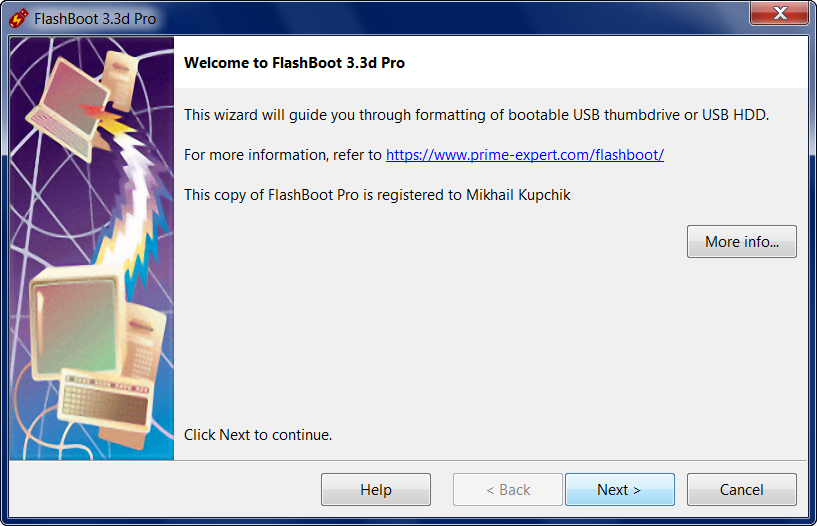 FlashBoot 3.3d Pro
Welcome to FlashBoot 3.3d Pro
This wizard will guide you through formatting of bootable USB thumbdrive or USB HDD.
For more information, refer to https://www.prime-expert.com/flashboot/
This copy of FlashBoot Pro is registered to Mikhail Kupchik
More info...
Click Next to continue.
Help
< Back
Next >
Cancel